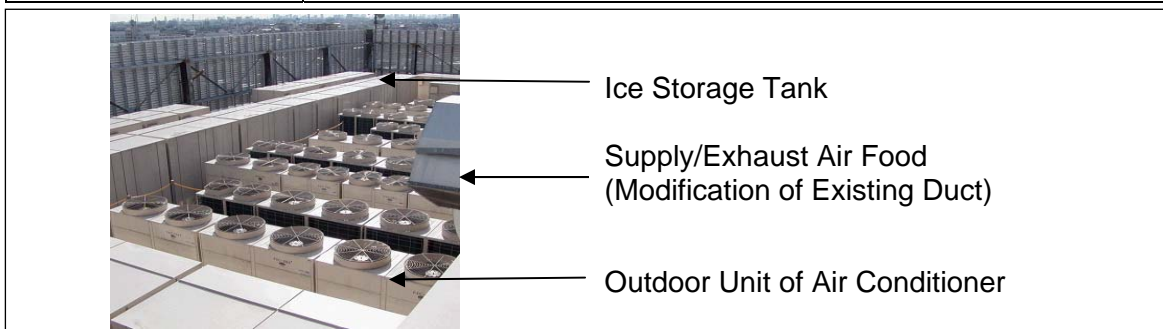 Ice Storage Tank
Supply/Exhaust Air Food
(Modification of Existing Duct)
Outdoor Unit of Air Conditioner